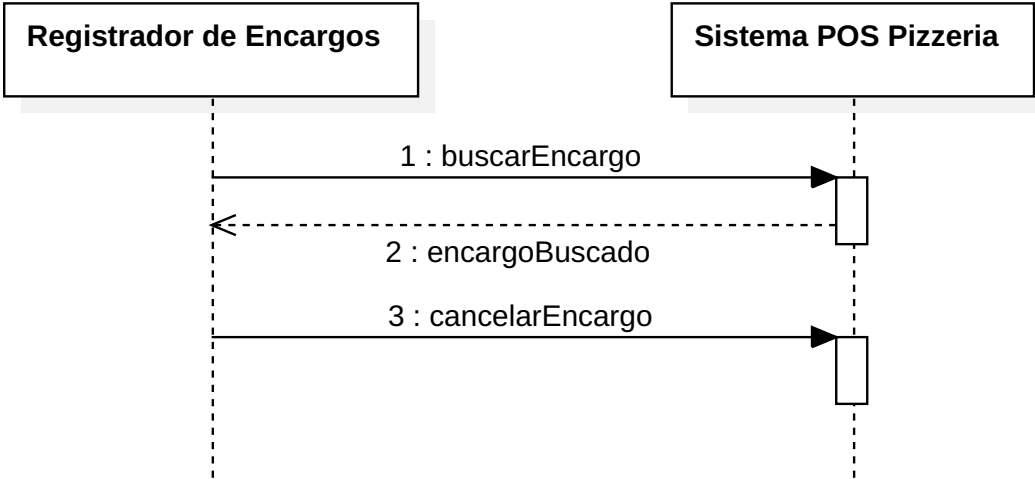 Registrador de Encargos
Sistema POS Pizzeria
1 : buscarEncargo
2 : encargoBuscado
3 : cancelarEncargo